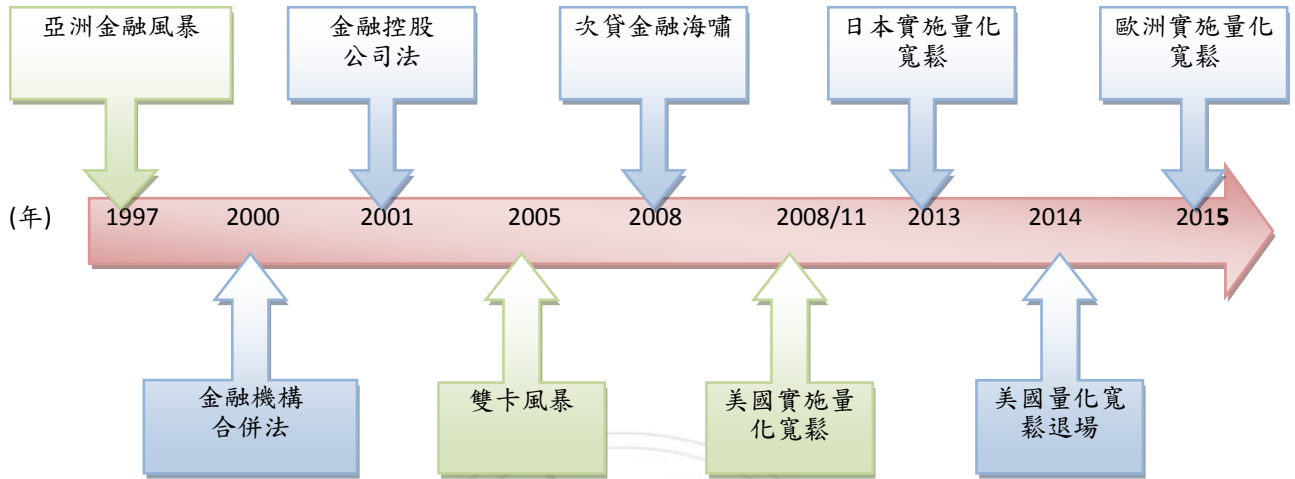 亞洲金融風暴
金融控股
公司法
次貸金融海嘯
日本實施量化
寬鬆
歐洲實施量化
寬鬆
(年)
1997
2000
2001
2005
2008
2008/11
2013
2014
2015
金融機構
合併法
雙卡風暴
美國實施量
化寬鬆
美國量化寬
鬆退場